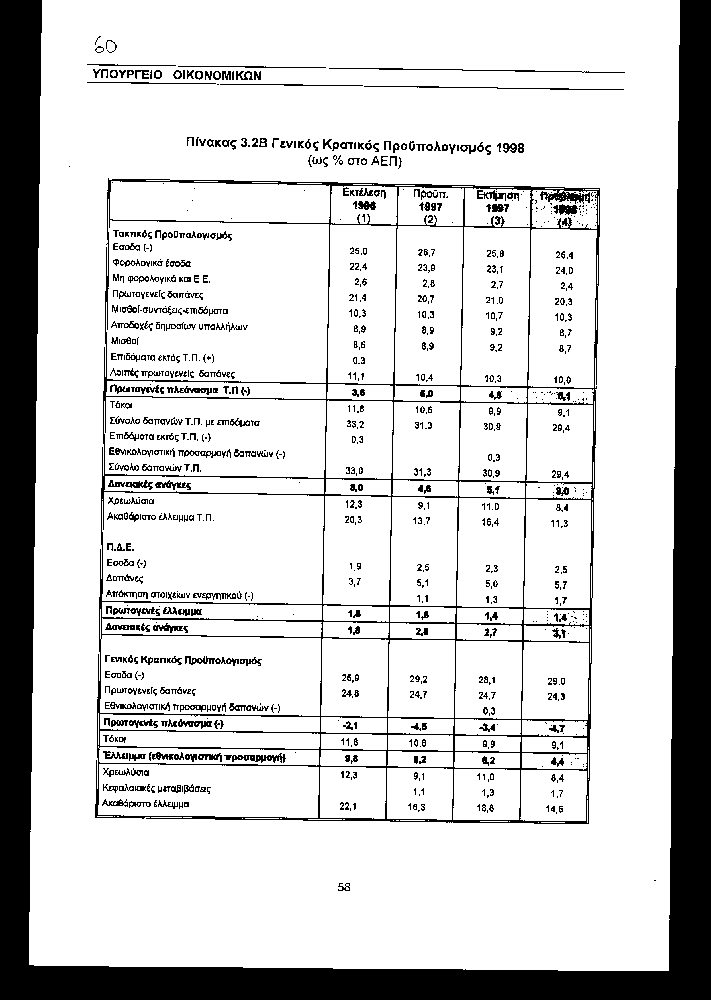 60
ΥΠΟΥΡΓΕΙΟ ΟΙΚΟΝΟΜΙΚΩΝ
Πίνακας 3.2Β Γενικός Κρατικός Προϋπολογισμός 1998
(ως % στο ΑΕΠ)
Εκτέλεση Προϋπ. Εκτίμηση Πρόβλεψη
1996 1997 1997 1998
(1) (2) (3) (4)
Τακτικός Προϋπολογισμός
Εσοδα (-) 25,0 26,7 25,8 26,4
Φορολογικά έσοδα 22,4 23,9 23,1 24,0
Μη φορολογικά και Ε.Ε. 2,6 2,8 2,7 2,4
Πρωτογενείς δαπάνες 21,4 20,7 21,0 20,3
Μισθοί-συντάξεις-επιδόματα 10,3 10,3 10,7 10,3
Αποδοχές δημοσίων υπαλλήλων 8,9 8,9 9,2 8,7
Μισθοί 8,6 8,9 9,2 8,7
Επιδόματα εκτός Τ.Π. (+) 0,3
Λοιπές πρωτογενείς δαπάνες 11,1 10,4 10,3 10,0
Πρωτογενές πλεόνασμα Τ.Π (-) 3,6 6,0 4,8 6,1
Τόκοι 11,8 10,6 9,9 9,1
Σύνολο δαπανών Τ.Π. με επιδόματα 33,2 31,3 30,9 29,4
Επιδόματα εκτός Τ.Π. (-) 0,3
Εθνικολογιστική προσαρμογή δαπανών (-) 0,3
Σύνολο δαπανών Τ.Π. 33,0 31,3 30,9 29,4
Δανειακές ανάγκες 8,0 4,6 5,1 3,0
Χρεωλύσια 12,3 9,1 11,0 8,4
Ακαθάριστο έλλειμμα Τ.Π. 20,3 13,7 16,4 11,3
Π.Δ.Ε.
Εσοδα (-) 1,9 2,5 2,3 2,5
Δαπάνες 3,7 5,1 5,0 5,7
Απόκτηση στοιχείων ενεργητικού (-) 1,1 1,3 1,7
Πρωτογενές έλλειμμα 1,8 1,8 1,4 1,4
Δανειακές ανάγκες 1,8 2,6 2,7 3,1
Γενικός Κρατικός Προϋπολογισμός
Εσοδα (-) 26,9 29,2 28,1 29,0
Πρωτογενείς δαπάνες 24,8 24,7 24,7 24,3
Εθνικολογιστική προσαρμογή δαπανών (-) 0,3
Πρωτογενές πλεόνασμα (-) -2,1 -4,5 -3,4 -4,7
Τόκοι 11,8 10,6 9,9 9,1
Έλλειμμα (εθνικολογιστική προσαρμογή) 9,8 6,2 6,2 4,4
Χρεωλύσια 12,3 9,1 11,0 8,4
Κεφαλαιακές μεταβιβάσεις 1,1 1,3 1,7
Ακαθάριστο έλλειμμα 22,1 16,3 18,8 14,5
58